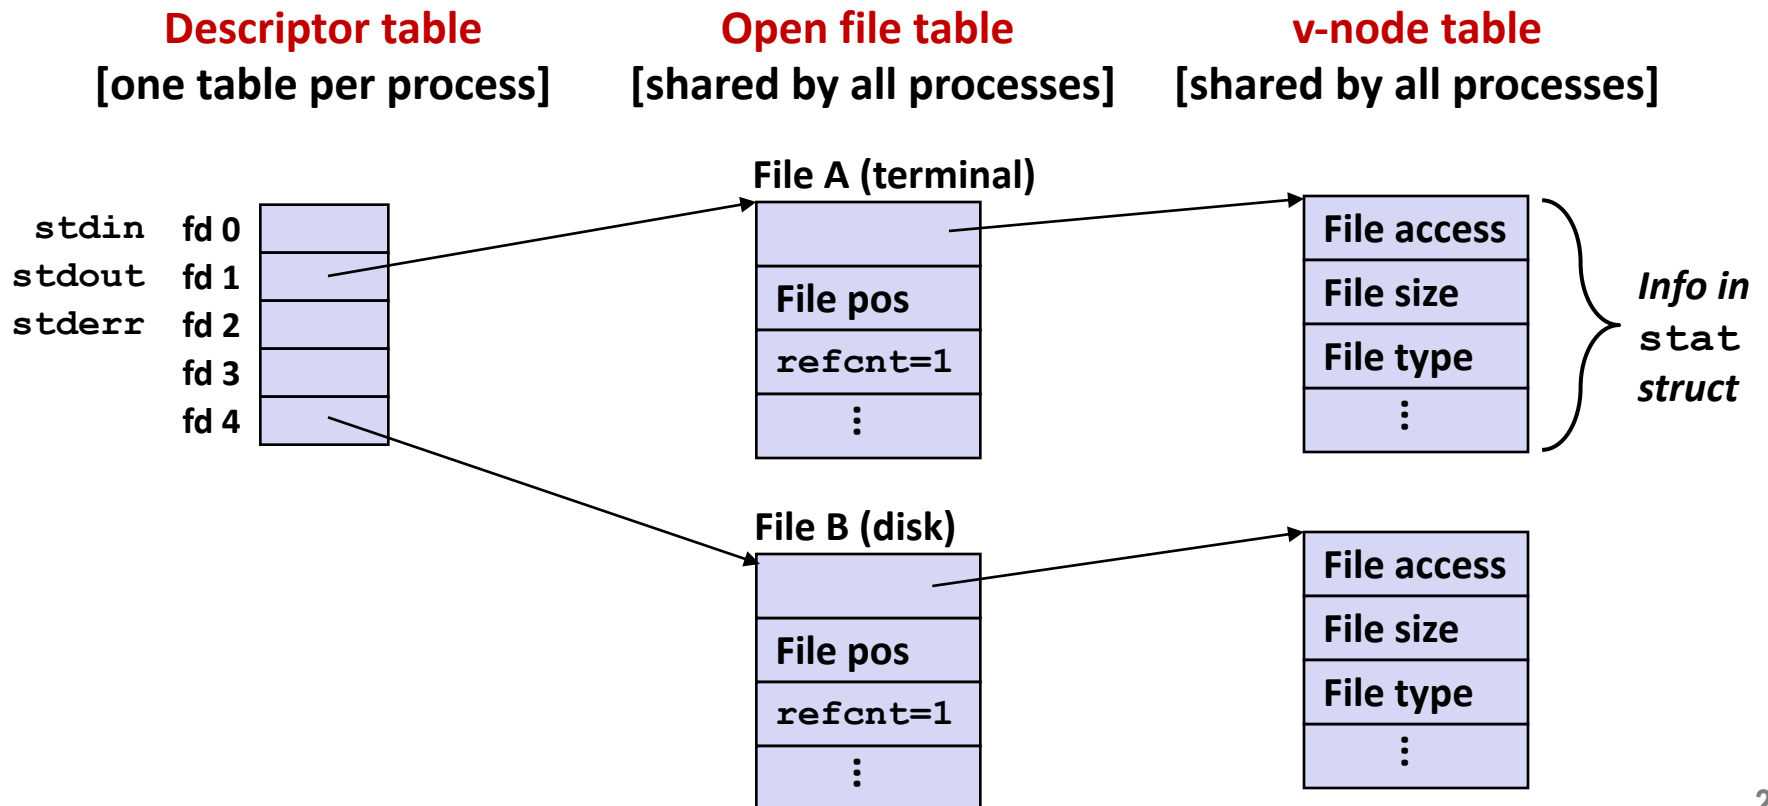 Descriptor table
[one table per process]
Open file table
[shared by all processes]
v-node table
[shared by all processes]
stdin fd 0
stdout fd 1
stderr fd 2
fd 3
fd 4
File A (terminal)
File pos
refcnt=1
⋮
File access
File size
File type
⋮
Info in
stat
struct
File B (disk)
File pos
refcnt=1
⋮
File access
File size
File type
⋮